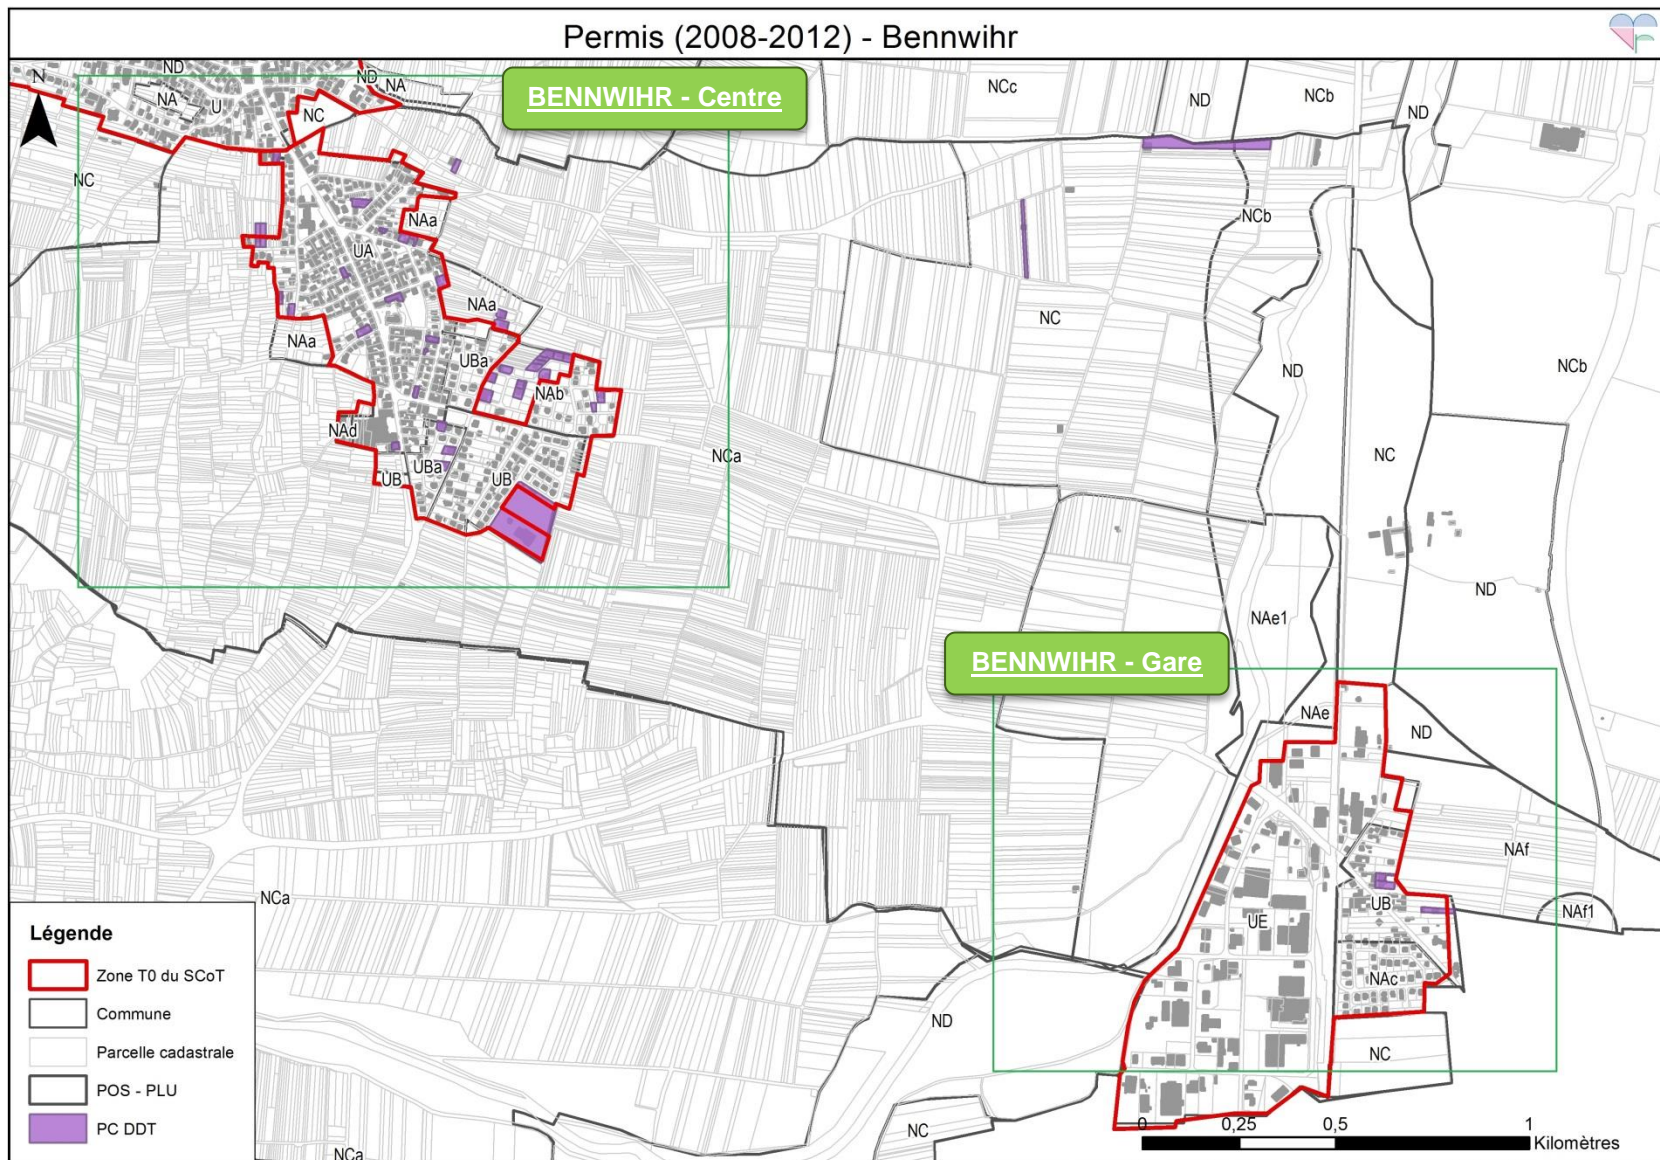 Permis (2008-2012) - Bennwihr
N
ND
NA
U
ND
NA
NC
BENNWIHR - Centre
NCc
ND
NCb
ND
NC
NAa
UA
NCb
NAa
NAa
NC
UBa
NAb
ND
NCb
NAd
NCa
NC
UBa
UB
UB
ND
NAe1
BENNWIHR - Gare
NAe
ND
NAf
NCa
UB
NAf1
UE
NAc
ND
NC
NC
NCa
Légende
Zone T0 du SCoT
Commune
Parcelle cadastrale
POS - PLU
PC DDT
0 0,25 0,5 1
Kilomètres